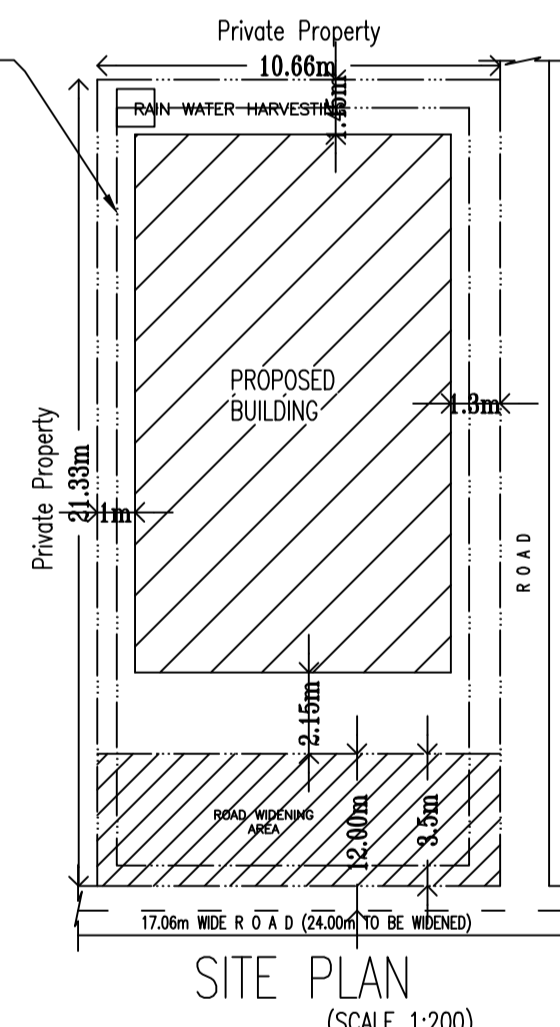 Private Property
10.66m
RAIN WATER HARVESTING
1.45m
PROPOSED
BUILDING
1.3m
Private Property
21.33m
1m
ROAD
2.15m
ROAD WIDENING
AREA
12.00m
3.5m
17.06m WIDE R O A D (24.00m TO BE WIDENED)
SITE PLAN
(SCALE 1:200)